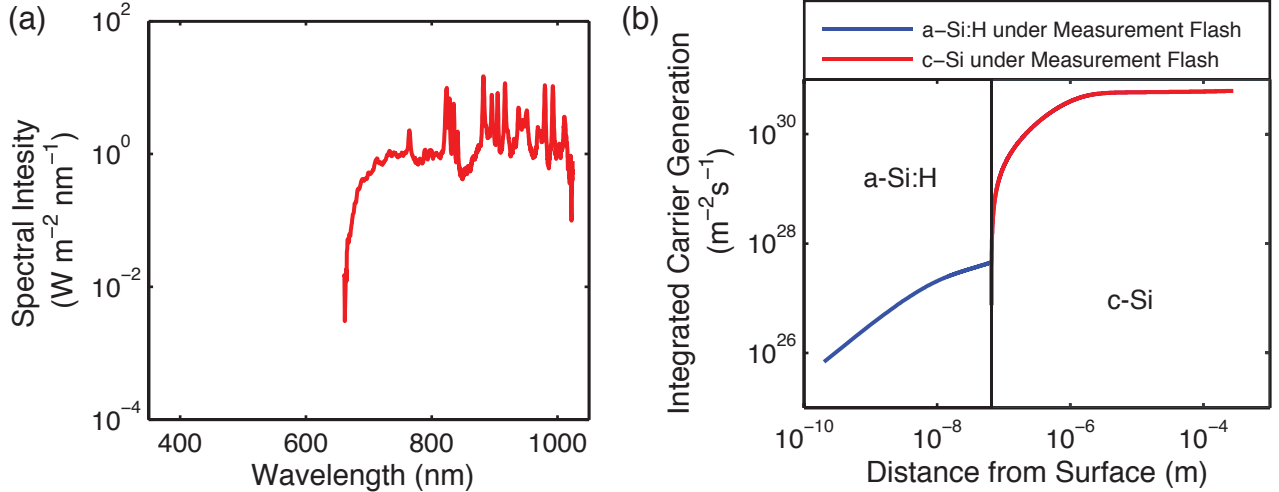 (a)
Spectral Intesity
(W m−2 nm−1)
10^2
10^0
10^−2
10^−4
400
600
800
1000
Wavelength (nm)
(b)
a−Si:H under Measurement Flash
c−Si under Measurement Flash
Integrated Carrier Generation
(m−2s−1)
10^30
10^28
10^26
a-Si:H
c-Si
10^−10
10^−8
10^−6
10^−4
Distance from Surface (m)